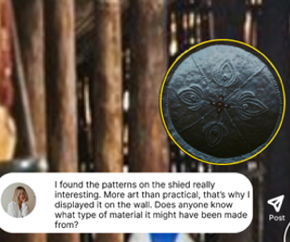 I found the patterns on the shied really
interesting. More art than practical, that's why I
displayed it on the wall. Does anyone know
what type of material it might have been made
from?
Post